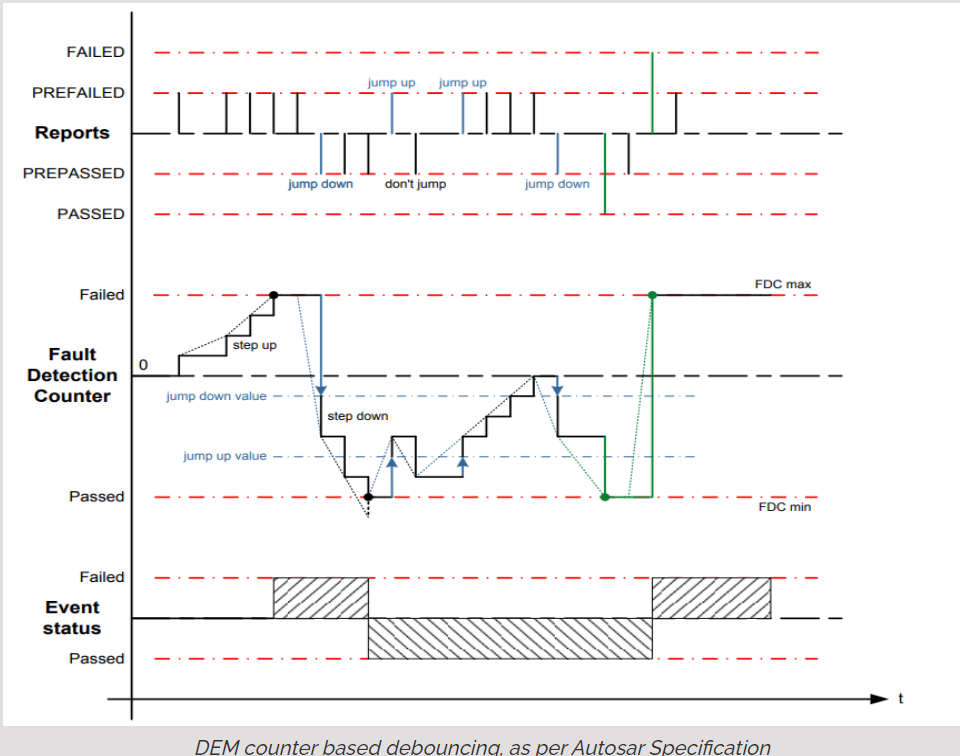 FAILED
jump up jump up
PREFAILED
Reports
PREPASSED
jump down don't jump jump down
PASSED
FDC max
Failed
step up
Fault
0
Detection
Counter
jump down value
step down
jump up value
Passed
FDC min
Failed
Event
status
Passed
t
DEM counter based debouncing, as per Autosar Specification